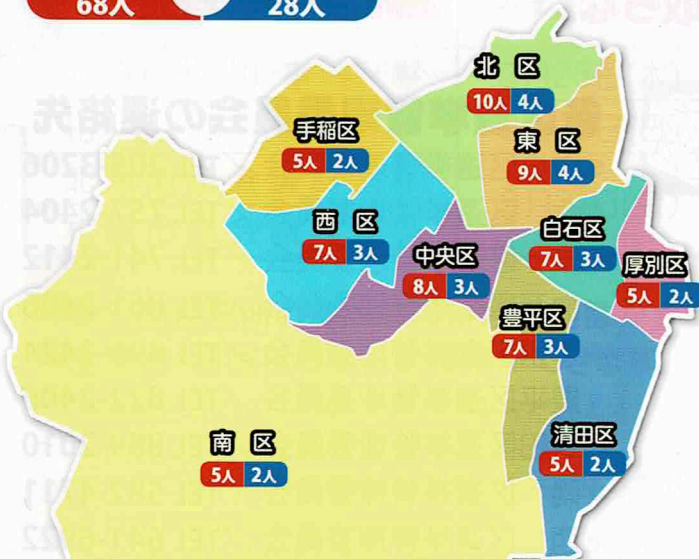 68人 28人
北 区
10人 4人
手稲区
5人 2人
東 区
9人 4人
西 区
7人 3人
白石区
7人 3人
中央区
8人 3人
厚別区
5人 2人
豊平区
7人 3人
清田区
5人 2人
南 区
5人 2人